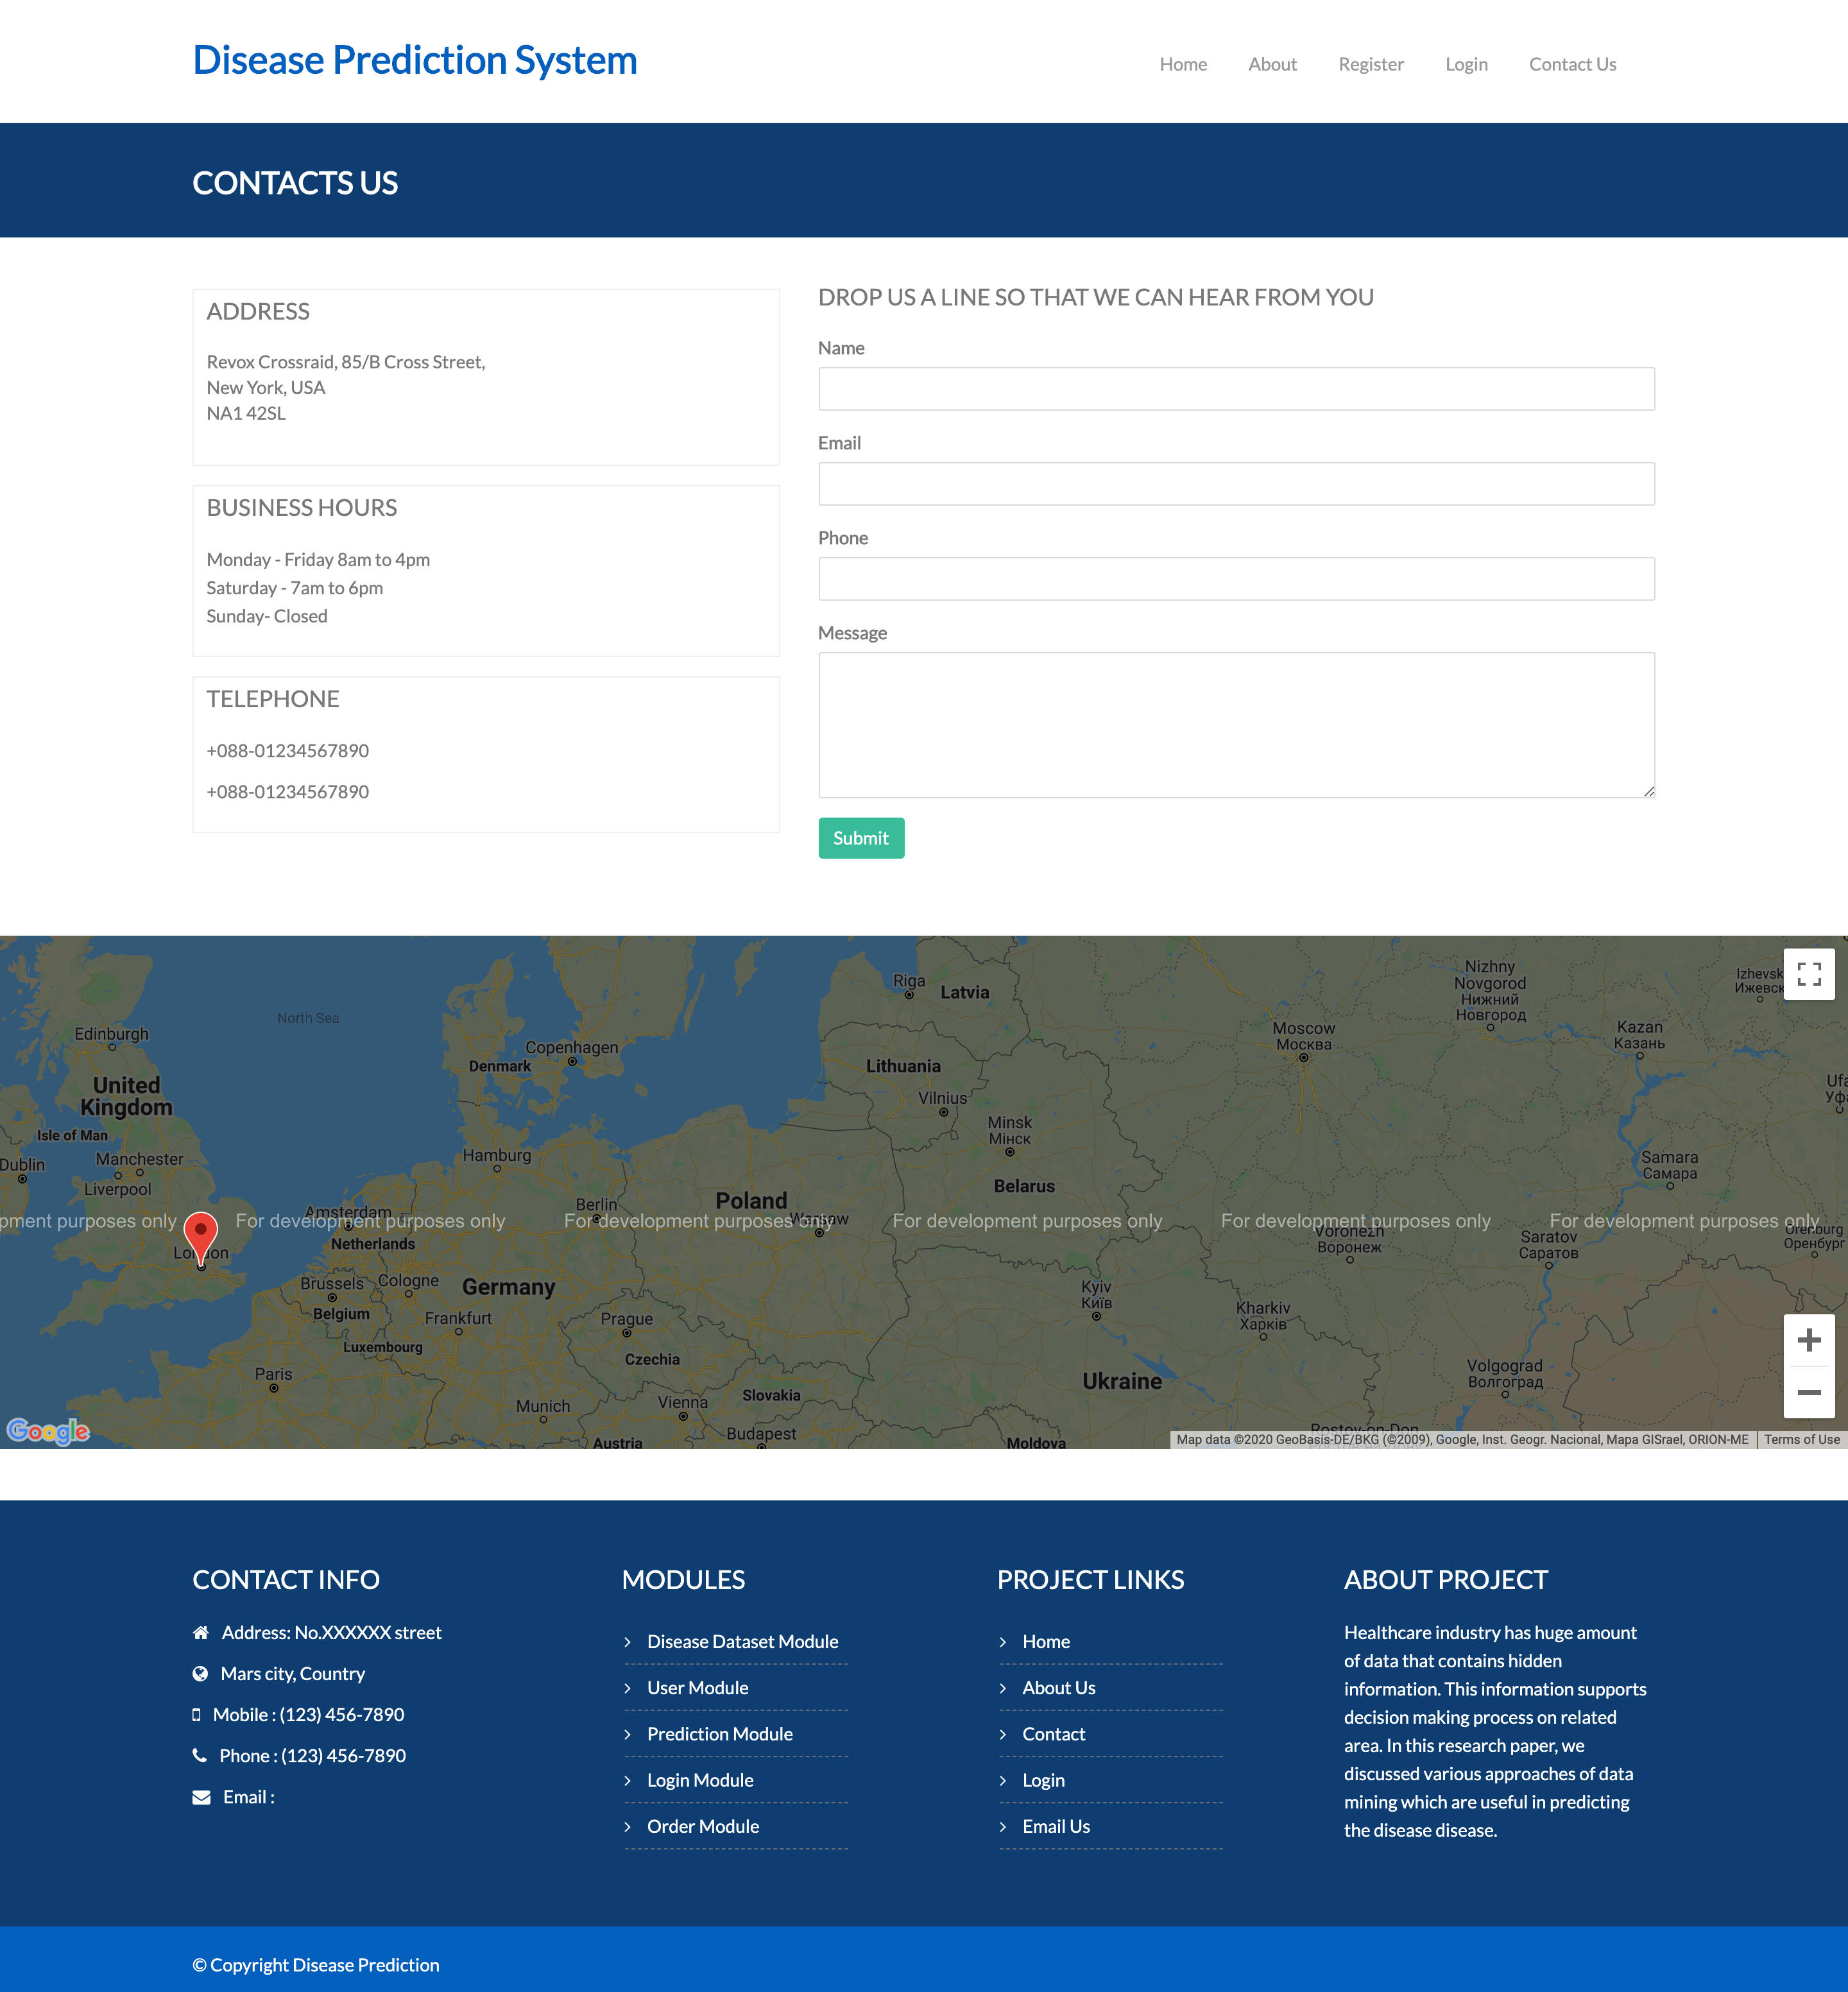 Disease Prediction System
Home About Register Login Contact Us
CONTACTS US
ADDRESS
Revox Crossraid, 85/B Cross Street,
New York, USA
NA1 42SL
BUSINESS HOURS
Monday - Friday 8am to 4pm
Saturday - 7am to 6pm
Sunday- Closed
TELEPHONE
+088-01234567890
+088-01234567890
DROP US A LINE SO THAT WE CAN HEAR FROM YOU
Name
Email
Phone
Message
Submit
Riga
Latvia
Nizhny
Novgorod
Нижний
Новгород
Izhevsk
Ижевск
North Sea
Edinburgh
Copenhagen
Denmark
Moscow
Москва
Kazan
Казань
United
Kingdom
Lithuania
Vilnius
Ufa
Isle of Man
Minsk
Мінск
Dublin
Manchester
Liverpool
Hamburg
Samara
Самара
Belarus
Poland
Berlin
Amsterdam
Warsaw
pment purposes only For development purposes only For development purposes only For development purposes only For development purposes only For development purposes only
London
Netherlands
Voronezh
Воронеж
Saratov
Саратов
Orenburg
Оренбург
Brussels
Cologne
Germany
Belgium
Frankfurt
Prague
Kyiv
Київ
Kharkiv
Харків
Luxembourg
Czechia
Paris
Ukraine
Volgograd
Волгоград
Slovakia
Munich
Vienna
Budapest
Austria
Moldova
Rostov-on-Don
Google
Map data ©2020 GeoBasis-DE/BKG (©2009), Google, Inst. Geogr. Nacional, Mapa GISrael, ORION-ME Terms of Use
CONTACT INFO
Address: No.XXXXXX street
Mars city, Country
Mobile : (123) 456-7890
Phone : (123) 456-7890
Email :
MODULES
Disease Dataset Module
User Module
Prediction Module
Login Module
Order Module
PROJECT LINKS
Home
About Us
Contact
Login
Email Us
ABOUT PROJECT
Healthcare industry has huge amount
of data that contains hidden
information. This information supports
decision making process on related
area. In this research paper, we
discussed various approaches of data
mining which are useful in predicting
the disease disease.
© Copyright Disease Prediction